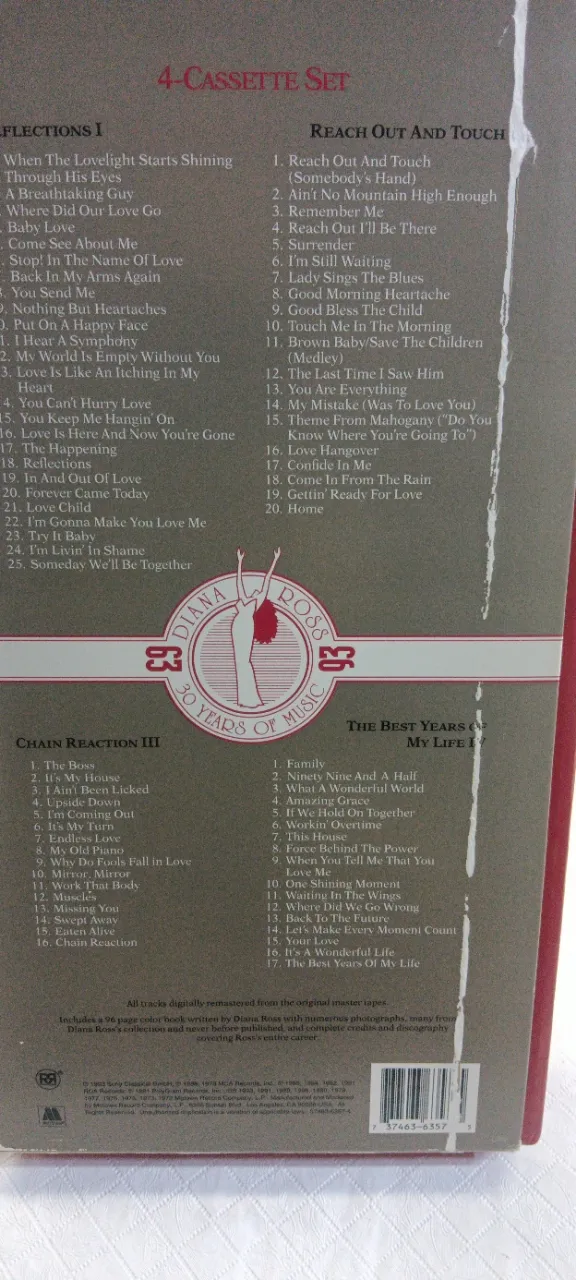 4-Cassette Set
FLECTIONS I
When The Lovelight Starts Shining
Through His Eyes
A Breathtaking Guy
Where Did Our Love Go
Baby Love
Come See About Me
Stop! In The Name Of Love
Back In My Arms Again
You Send Me
9. Nothing But Heartaches
0. Put On A Happy Face
1. I Hear A Symphony
2. My World Is Empty Without You
3. Love Is Like An Itching In My
Heart
4. You Can't Hurry Love
15. You Keep Me Hangin' On
16. Love Is Here And Now You're Gone
17. The Happening
18. Reflections
19. In And Out Of Love
20. Forever Came Today
21. Love Child
22. I'm Gonna Make You Love Me
23. Try It Baby
24. I'm Livin' In Shame
25. Someday We'll Be Together
Reach Out And Touch
1. Reach Out And Touch
(Somebody's Hand)
2. Ain't No Mountain High Enough
3. Remember Me
4. Reach Out I'll Be There
5. Surrender
6. I'm Still Waiting
7. Lady Sings The Blues
8. Good Morning Heartache
9. Good Bless The Child
10. Touch Me In The Morning
11. Brown Baby/Save The Children
(Medley)
12. The Last Time I Saw Him
13. You Are Everything
14. My Mistake (Was To Love You)
15. Theme From Mahogany ("Do You
Know Where You're Going To")
16. Love Hangover
17. Confide In Me
18. Come In From The Rain
19. Gettin' Ready For Love
20. Home
DIANA ROSS
63 93
30 YEARS OF MUSIC
Chain Reaction III
1. The Boss
2. It's My House
3. I Ain't Been Licked
4. Upside Down
5. I'm Coming Out
6. It's My Turn
7. Endless Love
8. My Old Piano
9. Why Do Fools Fall in Love
10. Mirror, Mirror
11. Work That Body
12. Muscles
13. Missing You
14. Swept Away
15. Eaten Alive
16. Chain Reaction
The Best Years Of
My Life IV
1. Family
2. Ninety Nine And A Half
3. What A Wonderful World
4. Amazing Grace
5. If We Hold On Together
6. Workin' Overtime
7. This House
8. Force Behind The Power
9. When You Tell Me That You
Love Me
10. One Shining Moment
11. Waiting In The Wings
12. Where Did We Go Wrong
13. Back To The Future
14. Let's Make Every Moment Count
15. Your Love
16. It's A Wonderful Life
17. The Best Years Of My Life
All tracks digitally remastered from the original master tapes.
Includes a 96 page color book written by Diana Ross with numerous photographs, many from
Diana Ross's collection and never before published, and complete credits and discography
covering Ross's entire career.
7 37463-6357 3